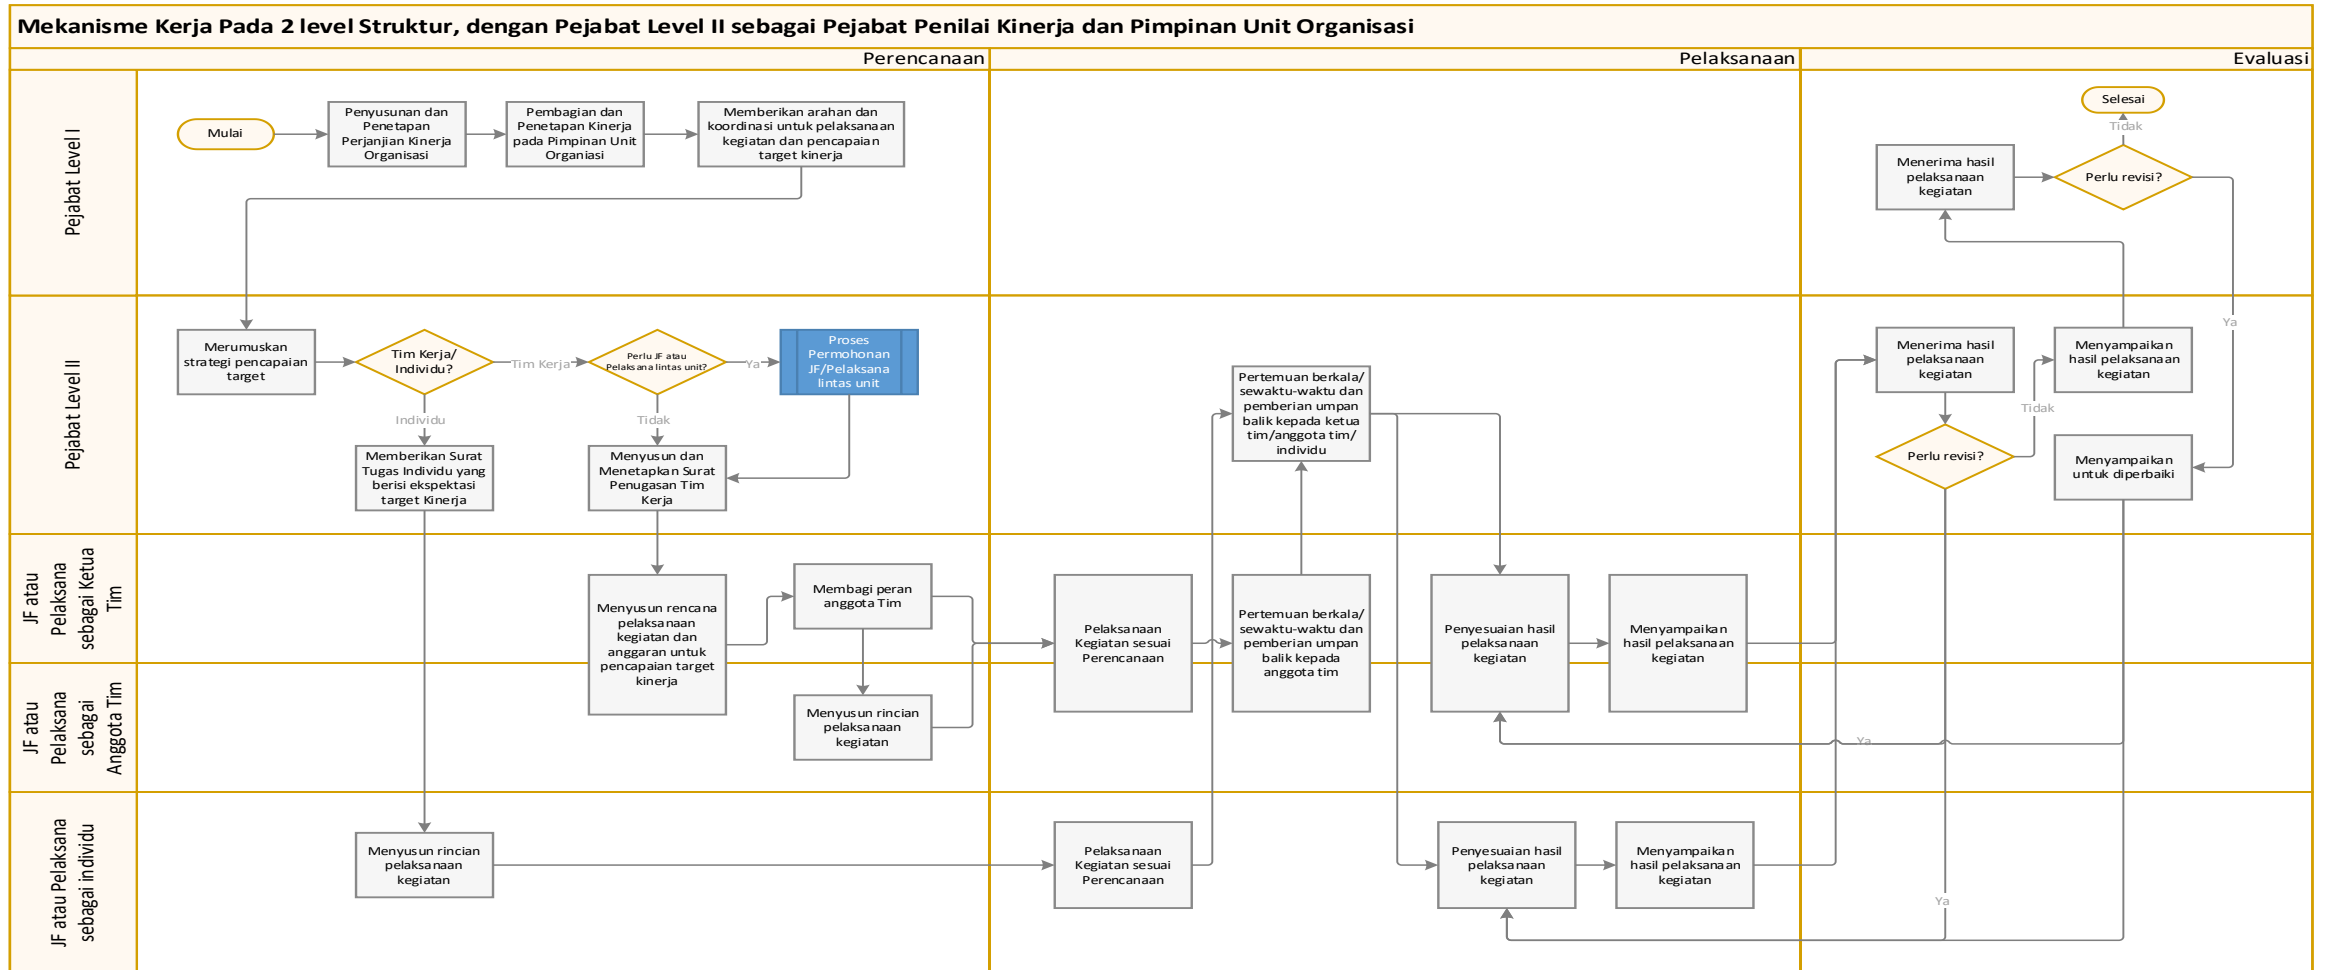 Mekanisme Kerja Pada 2 level Struktur, dengan Pejabat Level II sebagai Pejabat Penilai Kinerja dan Pimpinan Unit Organisasi
Perencanaan
Pelaksanaan
Evaluasi
Pejabat Level I
Mulai
Penyusunan dan
Penetapan
Perjanjian Kinerja
Organisasi
Pembagian dan
Penetapan Kinerja
pada Pimpinan Unit
Organiasi
Memberikan arahan dan
koordinasi untuk pelaksanaan
kegiatan dan pencapaian
target kinerja
Menerima hasil
pelaksanaan
kegiatan
Perlu revisi?
Tidak
Selesai
Ya
Pejabat Level II
Merumuskan
strategi pencapaian
target
Tim Kerja/
Individu?
Tim Kerja
Individu
Perlu JF atau
Pelaksana lintas unit?
Ya
Tidak
Proses
Permohonan
JF/Pelaksana
lintas unit
Memberikan Surat
Tugas Individu yang
berisi ekspektasi
target Kinerja
Menyusun dan
Menetapkan Surat
Penugasan Tim
Kerja
Pertemuan berkala/
sewaktu-waktu dan
pemberian umpan
balik kepada ketua
tim/anggota tim/
individu
Menerima hasil
pelaksanaan
kegiatan
Perlu revisi?
Tidak
Menyampaikan
hasil pelaksanaan
kegiatan
Menyampaikan
untuk diperbaiki
JF atau
Pelaksana
sebagai Ketua
Tim
Menyusun rencana
pelaksanaan
kegiatan dan
anggaran untuk
pencapaian target
kinerja
Membagi peran
anggota Tim
Pelaksanaan
Kegiatan sesuai
Perencanaan
Pertemuan berkala/
sewaktu-waktu dan
pemberian umpan
balik kepada
anggota tim
Penyesuaian hasil
pelaksanaan
kegiatan
Menyampaikan
hasil pelaksanaan
kegiatan
JF atau
Pelaksana
sebagai
Anggota Tim
Menyusun rincian
pelaksanaan
kegiatan
Ya
JF atau Pelaksana
sebagai individu
Menyusun rincian
pelaksanaan
kegiatan
Pelaksanaan
Kegiatan sesuai
Perencanaan
Penyesuaian hasil
pelaksanaan
kegiatan
Menyampaikan
hasil pelaksanaan
kegiatan
Ya